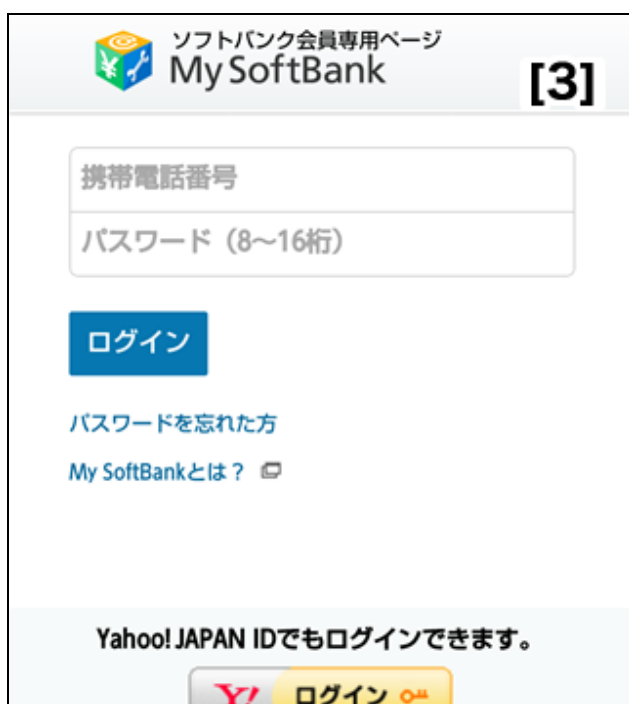 ソフトバンク会員専用ページ
My SoftBank
[3]
携帯電話番号
パスワード（8〜16桁）
ログイン
パスワードを忘れた方
My SoftBankとは？
Yahoo! JAPAN IDでもログインできます。
Y! ログイン